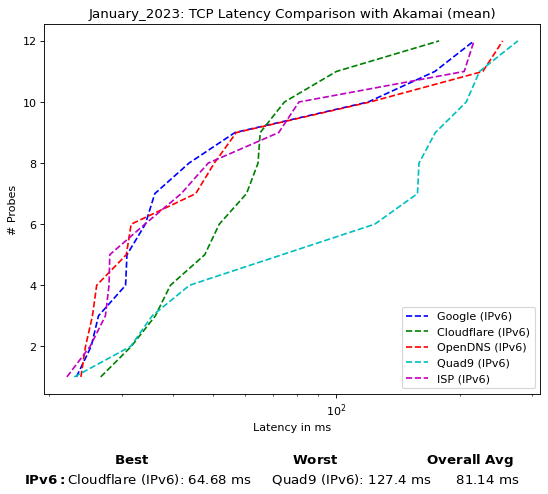 January_2023: TCP Latency Comparison with Akamai (mean)
12
10
8
6
4
2
# Probes
Google (IPv6)
Cloudflare (IPv6)
OpenDNS (IPv6)
Quad9 (IPv6)
ISP (IPv6)
10²
Latency in ms
Best Worst Overall Avg
IPv6: Cloudflare (IPv6): 64.68 ms Quad9 (IPv6): 127.4 ms 81.14 ms